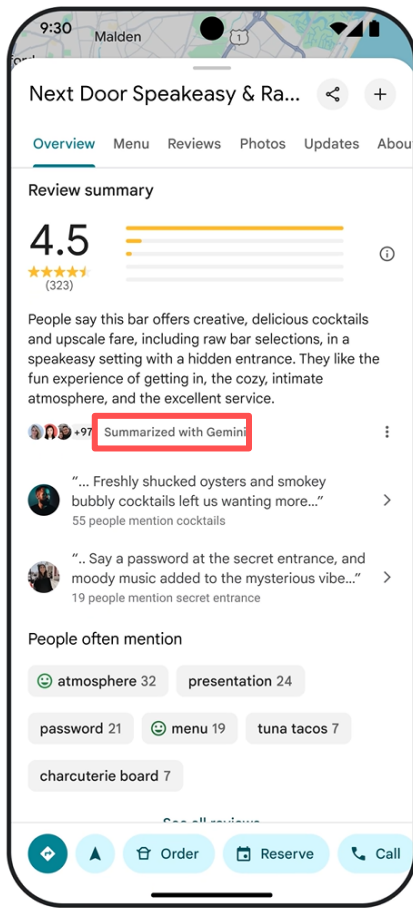 9:30
Malden
1
Next Door Speakeasy & Ra...
Overview Menu Reviews Photos Updates Abou
Review summary
4.5
(323)
People say this bar offers creative, delicious cocktails
and upscale fare, including raw bar selections, in a
speakeasy setting with a hidden entrance. They like the
fun experience of getting in, the cozy, intimate
atmosphere, and the excellent service.
+97 Summarized with Gemini
“... Freshly shucked oysters and smokey
bubbly cocktails left us wanting more...”
55 people mention cocktails
“.. Say a password at the secret entrance, and
moody music added to the mysterious vibe...”
19 people mention secret entrance
People often mention
atmosphere 32 presentation 24
password 21 menu 19 tuna tacos 7
charcuterie board 7
See all reviews
Order Reserve Call